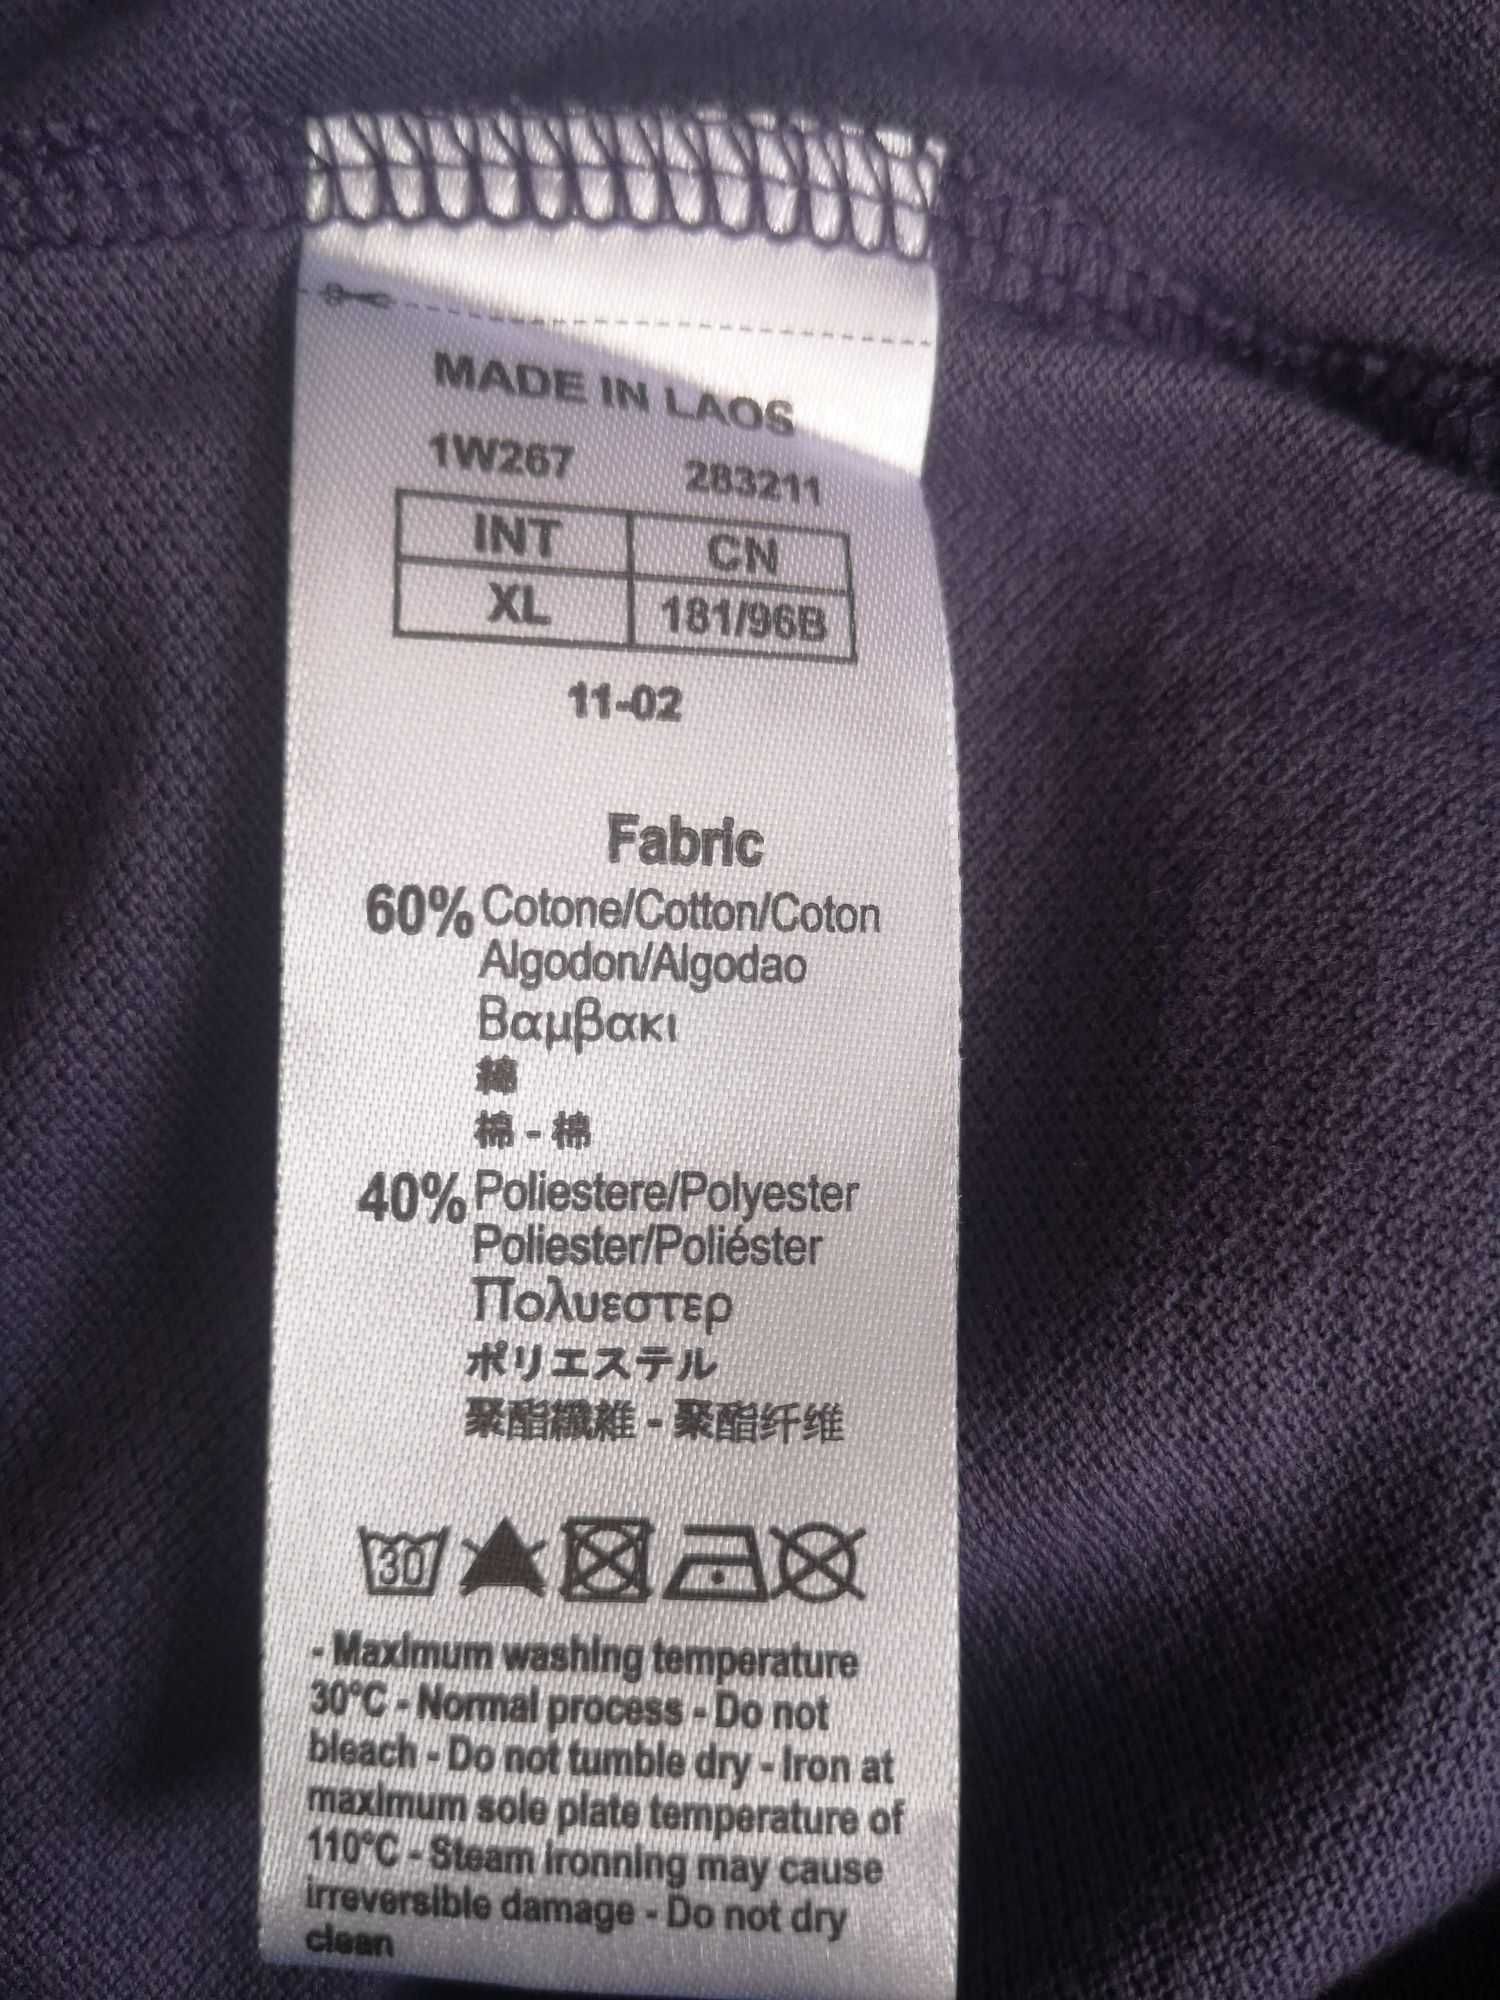 MADE IN LAOS
1W267 283211
INT CN
XL 181/96B
11-02
Fabric
60% Cotone/Cotton/Coton
Algodon/Algodao
Βαμβακι
綿
棉 - 棉
40% Poliestere/Polyester
Poliester/Poliéster
Πολυεστερ
ポリエステル
聚酯纖維 - 聚酯纤维
30
- Maximum washing temperature
30°C - Normal process - Do not
bleach - Do not tumble dry - Iron at
maximum sole plate temperature of
110°C - Steam ironning may cause
irreversible damage - Do not dry
clean